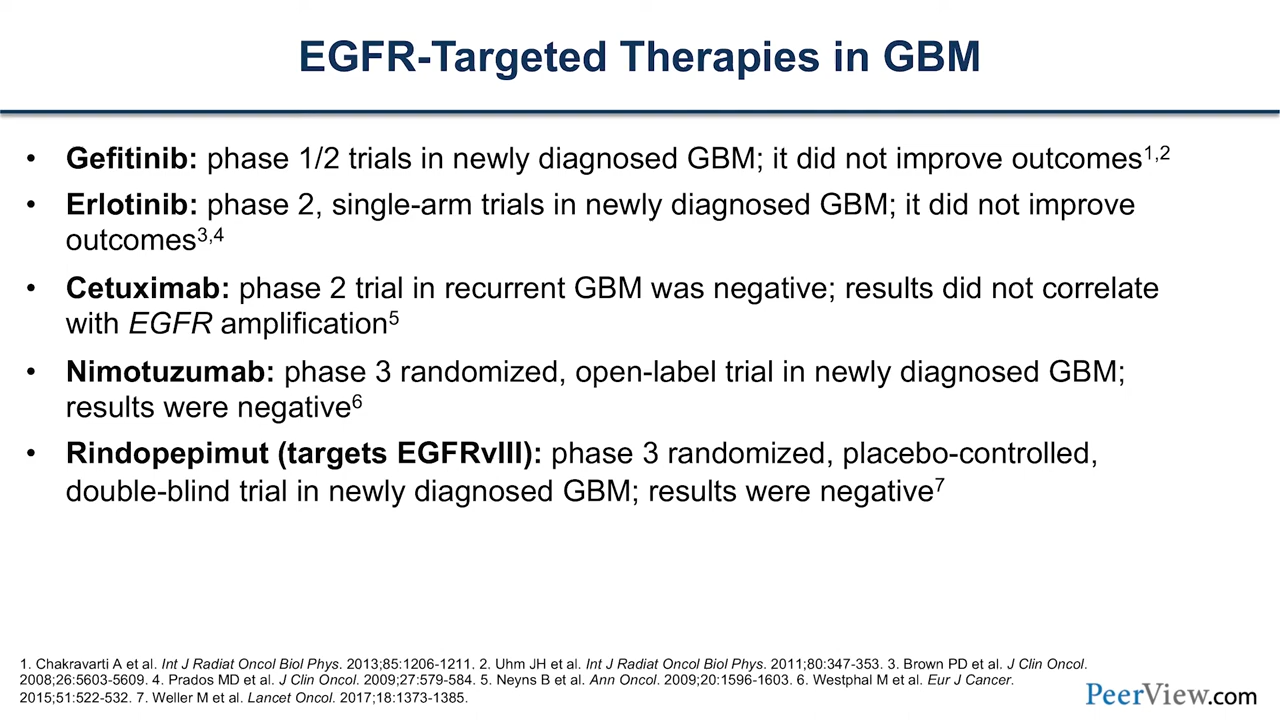 EGFR-Targeted Therapies in GBM
• Gefitinib: phase 1/2 trials in newly diagnosed GBM; it did not improve outcomes1,2
• Erlotinib: phase 2, single-arm trials in newly diagnosed GBM; it did not improve
outcomes3,4
• Cetuximab: phase 2 trial in recurrent GBM was negative; results did not correlate
with EGFR amplification5
• Nimotuzumab: phase 3 randomized, open-label trial in newly diagnosed GBM;
results were negative6
• Rindopepimut (targets EGFRvIII): phase 3 randomized, placebo-controlled,
double-blind trial in newly diagnosed GBM; results were negative7
1. Chakravarti A et al. Int J Radiat Oncol Biol Phys. 2013;85:1206-1211. 2. Uhm JH et al. Int J Radiat Oncol Biol Phys. 2011;80:347-353. 3. Brown PD et al. J Clin Oncol.
2008;26:5603-5609. 4. Prados MD et al. J Clin Oncol. 2009;27:579-584. 5. Neyns B et al. Ann Oncol. 2009;20:1596-1603. 6. Westphal M et al. Eur J Cancer.
2015;51:522-532. 7. Weller M et al. Lancet Oncol. 2017;18:1373-1385.
PeerView.com